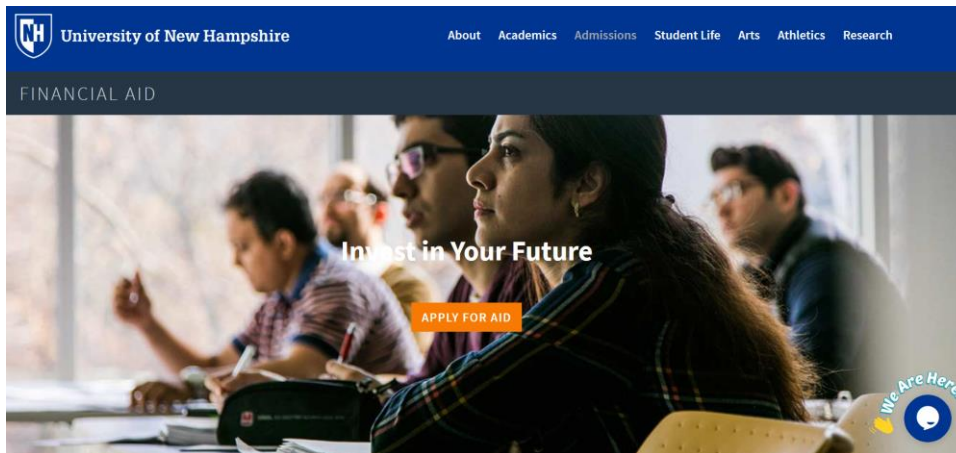 NH
University of New Hampshire
About Academics Admissions Student Life Arts Athletics Research
FINANCIAL AID
Invest in Your Future
APPLY FOR AID
We Are Here